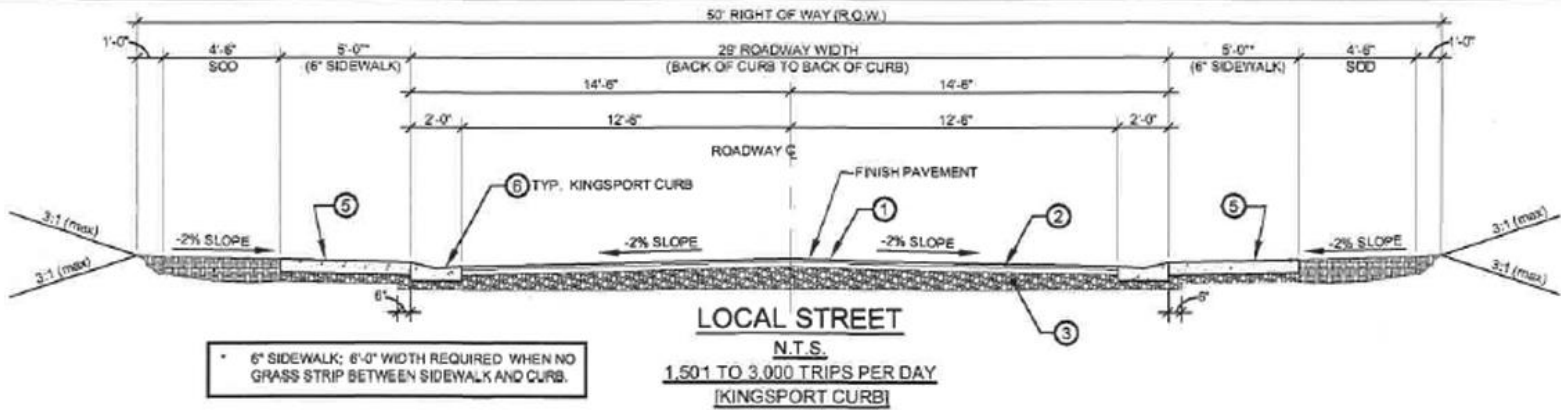 50' RIGHT OF WAY (R.O.W.)
1'-0" 4'-6" 5'-0"* 29' ROADWAY WIDTH 5'-0"* 4'-6" 1'-0"
SOD (6" SIDEWALK) (BACK OF CURB TO BACK OF CURB) (6" SIDEWALK) SOD
14'-6" 14'-6"
2'-0" 12'-6" 12'-6" 2'-0"
ROADWAY ℄
FINISH PAVEMENT
6 TYP. KINGSPORT CURB
5 1 2 5
3:1 (max) -2% SLOPE -2% SLOPE -2% SLOPE -2% SLOPE 3:1 (max)
3:1 (max) 3:1 (max)
6" 6"
3
LOCAL STREET
N.T.S.
1,501 TO 3,000 TRIPS PER DAY
[KINGSPORT CURB]
* 6" SIDEWALK; 6'-0" WIDTH REQUIRED WHEN NO
GRASS STRIP BETWEEN SIDEWALK AND CURB.